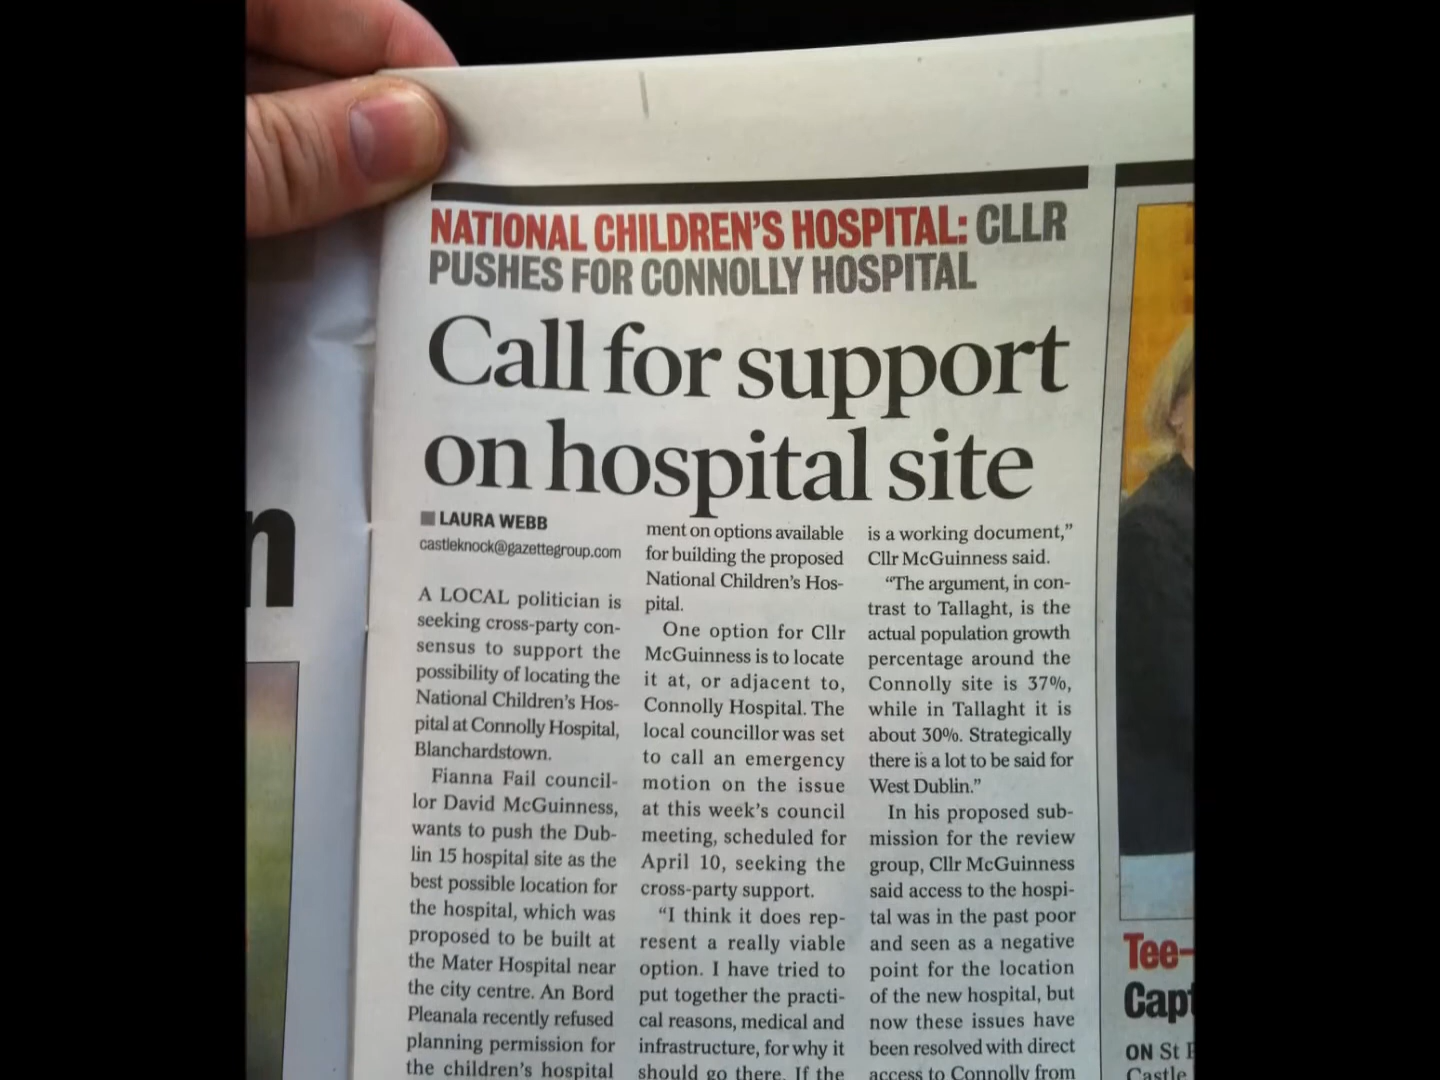 NATIONAL CHILDREN'S HOSPITAL: CLLR
PUSHES FOR CONNOLLY HOSPITAL
Call for support
on hospital site
LAURA WEBB
castleknock@gazettegroup.com
A LOCAL politician is
seeking cross-party con-
sensus to support the
possibility of locating the
National Children's Hos-
pital at Connolly Hospital,
Blanchardstown.
Fianna Fail council-
lor David McGuinness,
wants to push the Dub-
lin 15 hospital site as the
best possible location for
the hospital, which was
proposed to be built at
the Mater Hospital near
the city centre. An Bord
Pleanala recently refused
planning permission for
the children's hospital
ment on options available
for building the proposed
National Children's Hos-
pital.
One option for Cllr
McGuinness is to locate
it at, or adjacent to,
Connolly Hospital. The
local councillor was set
to call an emergency
motion on the issue
at this week's council
meeting, scheduled for
April 10, seeking the
cross-party support.
"I think it does rep-
resent a really viable
option. I have tried to
put together the practi-
cal reasons, medical and
infrastructure, for why it
should go there. If the
is a working document,"
Cllr McGuinness said.
"The argument, in con-
trast to Tallaght, is the
actual population growth
percentage around the
Connolly site is 37%,
while in Tallaght it is
about 30%. Strategically
there is a lot to be said for
West Dublin."
In his proposed sub-
mission for the review
group, Cllr McGuinness
said access to the hospi-
tal was in the past poor
and seen as a negative
point for the location
of the new hospital, but
now these issues have
been resolved with direct
access to Connolly from
n
Tee-
Capt
ON St
Castle